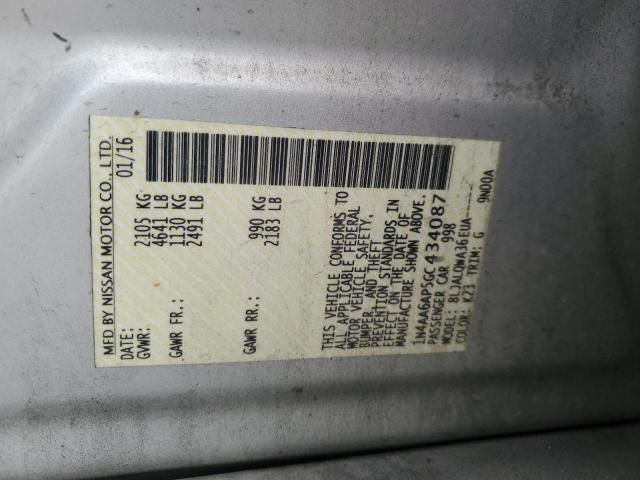 MFD BY NISSAN MOTOR CO., LTD.
DATE: 01/16
GVWR: 2105 KG
4641 LB
GAWR FR.: 1130 KG
2491 LB
GAWR RR.: 990 KG
2183 LB
THIS VEHICLE CONFORMS TO
ALL APPLICABLE FEDERAL
MOTOR VEHICLE SAFETY,
BUMPER, AND THEFT
PREVENTION STANDARDS IN
EFFECT ON THE DATE OF
MANUFACTURE SHOWN ABOVE.
1N4AA6AP5GC434087
PASSENGER CAR 998
MODEL: BLJALQWA36EUA-----
COLOR: K23 TRIM: G 9N00A